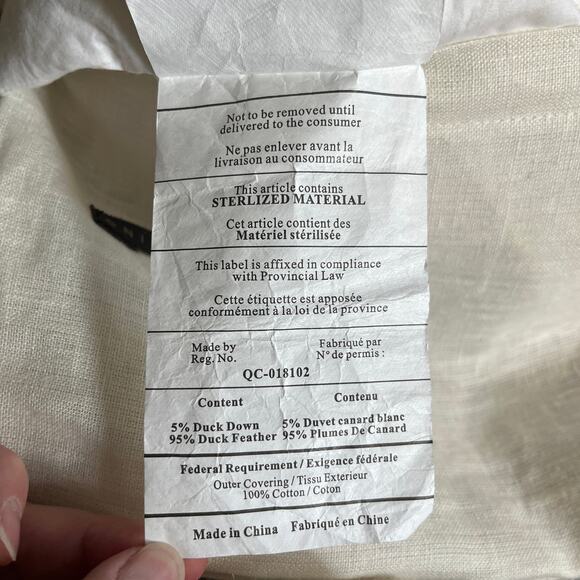 Not to be removed until
delivered to the consumer
Ne pas enlever avant la
livraison au consommateur
This article contains
STERLIZED MATERIAL
Cet article contient des
Matériel stérilisée
This label is affixed in compliance
with Provincial Law
Cette étiquette est apposée
conformément à la loi de la province
Made by
Reg. No.
Fabriqué par
N° de permis :
QC-018102
Content
Contenu
5% Duck Down
5% Duvet canard blanc
95% Duck Feather
95% Plumes De Canard
Federal Requirement / Exigence fédérale
Outer Covering / Tissu Exterieur
100% Cotton / Coton
Made in China Fabriqué en Chine